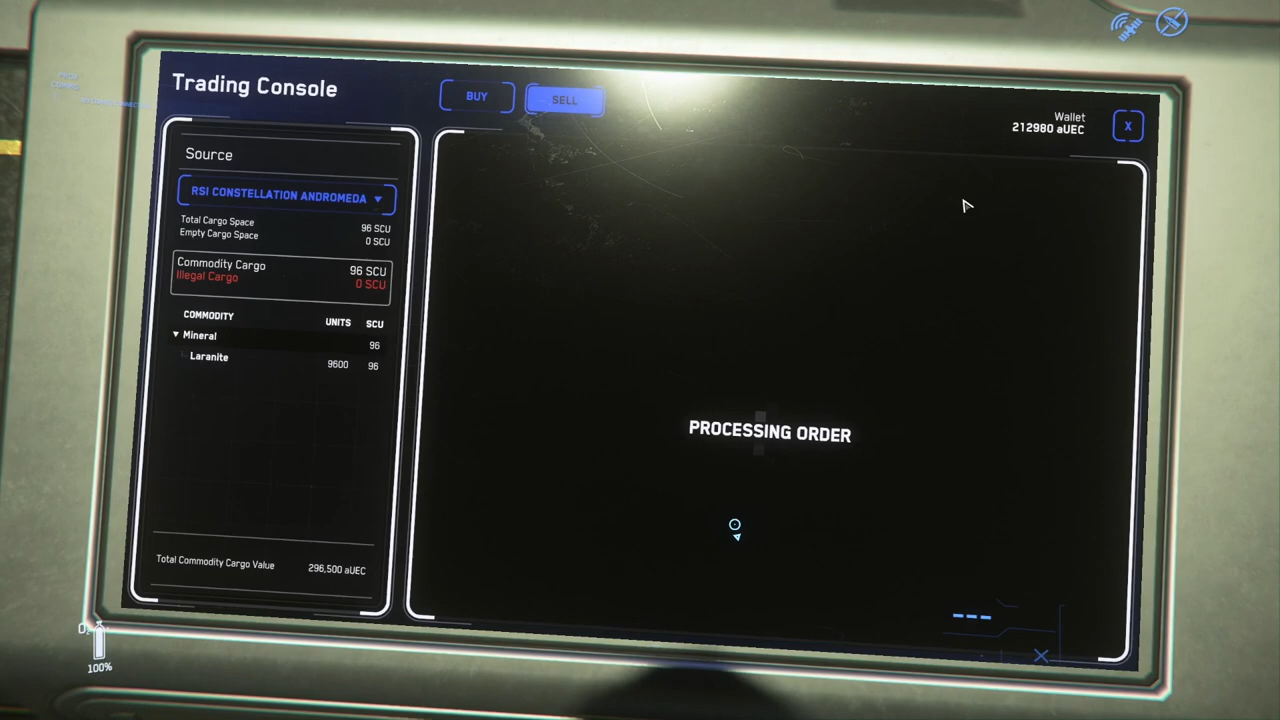 Trading Console
BUY
SELL
Wallet
212980 aUEC
X
Source
RSI CONSTELLATION ANDROMEDA
Total Cargo Space 96 SCU
Empty Cargo Space 0 SCU
Commodity Cargo 96 SCU
Illegal Cargo 0 SCU
COMMODITY UNITS SCU
Mineral 96
Laranite 9600 96
PROCESSING ORDER
Total Commodity Cargo Value 296,500 aUEC
100%